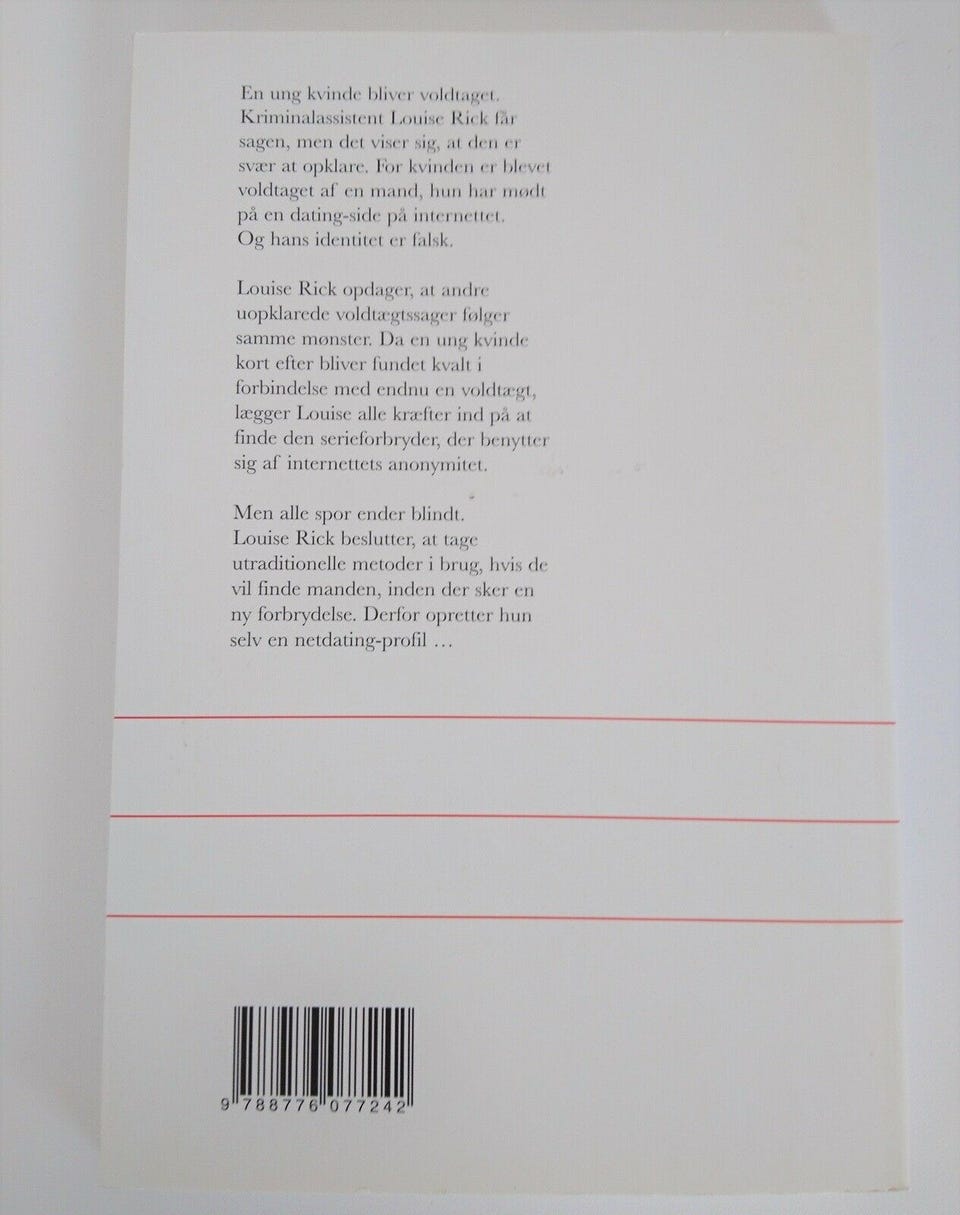 En ung kvinde bliver voldtaget.
Kriminalassistent Louise Rick får
sagen, men det viser sig, at den er
svær at opklare. For kvinden er blevet
voldtaget af en mand, hun har mødt
på en dating-side på internettet.
Og hans identitet er falsk.
Louise Rick opdager, at andre
uopklarede voldtægtssager følger
samme mønster. Da en ung kvinde
kort efter bliver fundet kvalt i
forbindelse med endnu en voldtægt,
lægger Louise alle kræfter ind på at
finde den serieforbryder, der benytter
sig af internettets anonymitet.
Men alle spor ender blindt.
Louise Rick beslutter, at tage
utraditionelle metoder i brug, hvis de
vil finde manden, inden der sker en
ny forbrydelse. Derfor opretter hun
selv en netdating-profil ...
9 788776 077242